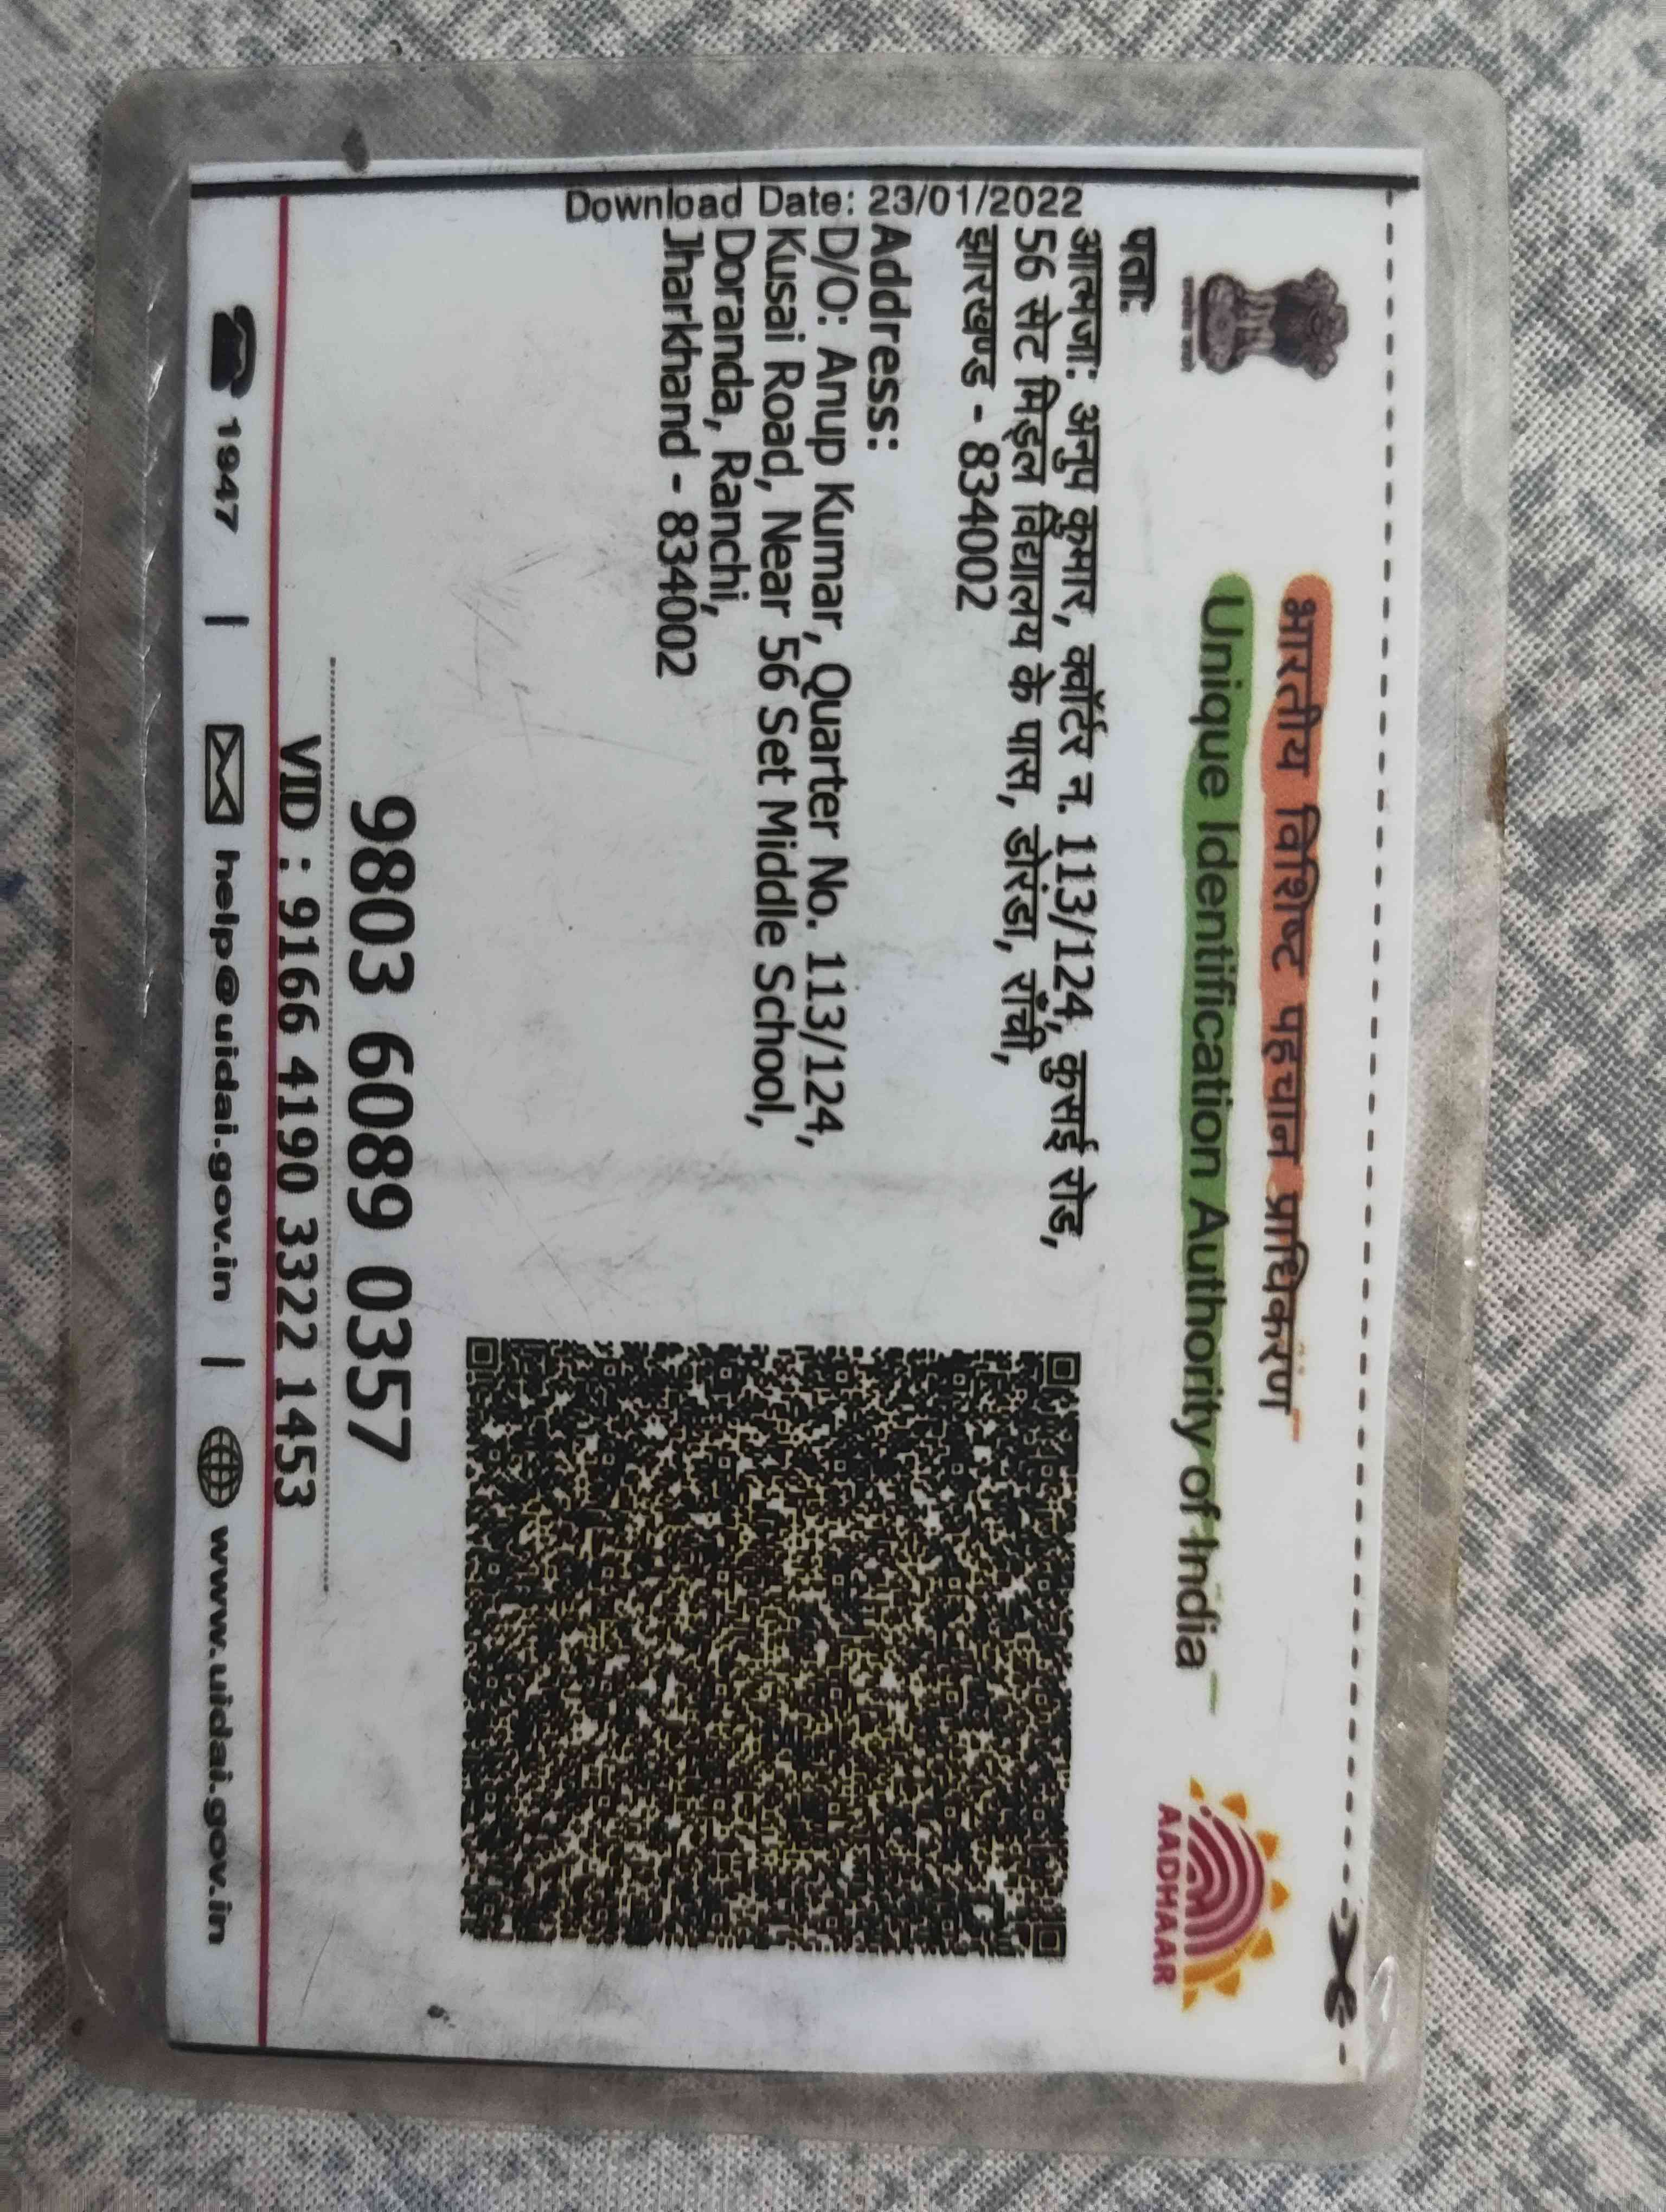 भारतीय विशिष्ट पहचान प्राधिकरण
Unique Identification Authority of India
AADHAAR
पता:
आत्मजा: अनुप कुमार, क्वॉर्टर न. 113/124, कुसई रोड,
56 सेट मिड्ल विद्यालय के पास, डोरंडा, राँची,
झारखण्ड - 834002
Address:
D/O: Anup Kumar, Quarter No. 113/124,
Kusai Road, Near 56 Set Middle School,
Doranda, Ranchi,
Jharkhand - 834002
Download Date: 23/01/2022
9803 6089 0357
VID : 9166 4190 3322 1453
1947 | help@uidai.gov.in | www.uidai.gov.in